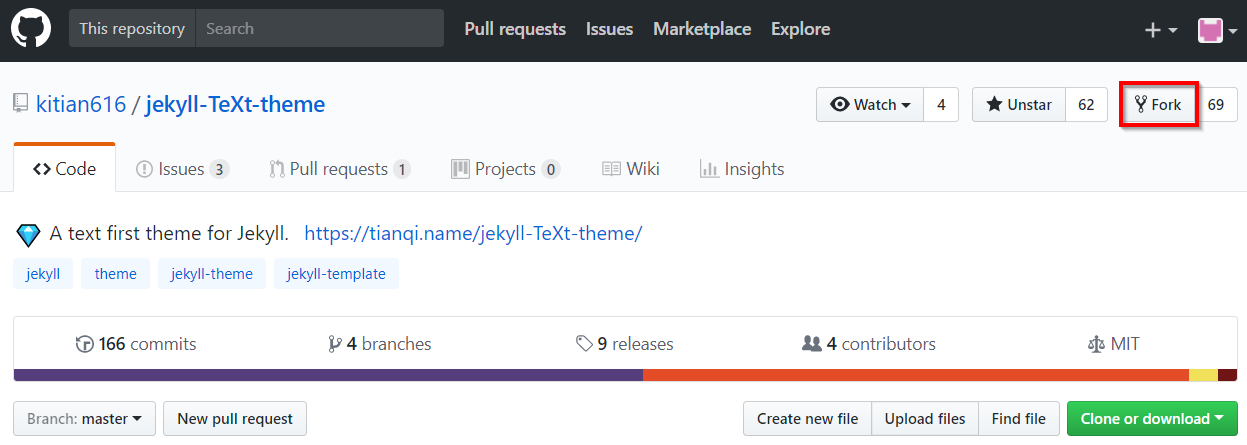 This repository Search Pull requests Issues Marketplace Explore
kitian616 / jekyll-TeXt-theme Watch 4 Unstar 62 Fork 69
Code Issues 3 Pull requests 1 Projects 0 Wiki Insights
A text first theme for Jekyll. https://tianqi.name/jekyll-TeXt-theme/
jekyll theme jekyll-theme jekyll-template
166 commits 4 branches 9 releases 4 contributors MIT
Branch: master New pull request Create new file Upload files Find file Clone or download